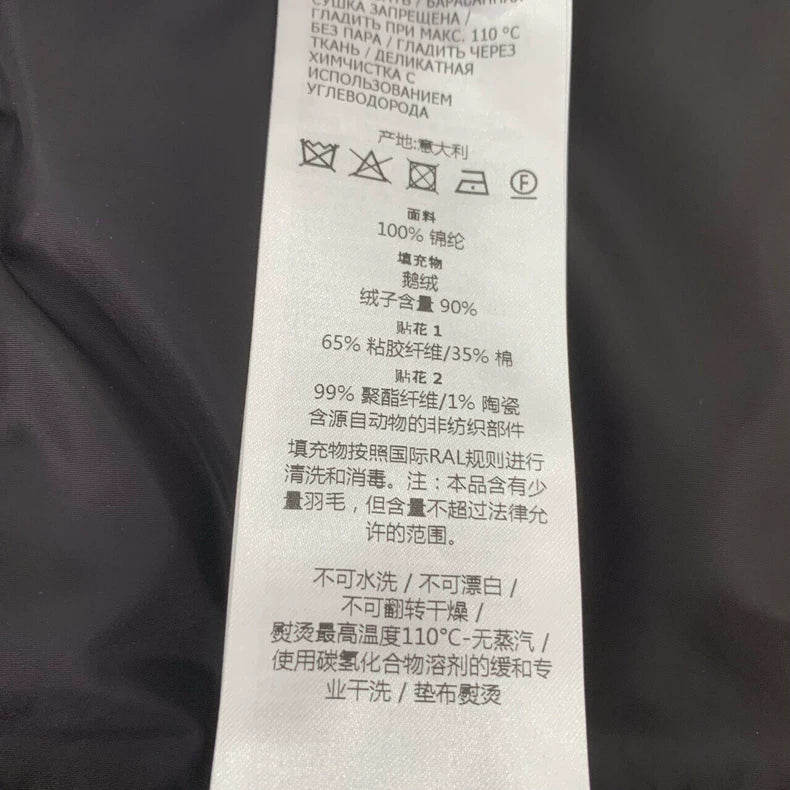 БАРАБАННАЯ
СУШКА ЗАПРЕЩЕНА /
ГЛАДИТЬ ПРИ МАКС. 110 °C
БЕЗ ПАРА / ГЛАДИТЬ ЧЕРЕЗ
ТКАНЬ / ДЕЛИКАТНАЯ
ХИМЧИСТКА С
ИСПОЛЬЗОВАНИЕМ
УГЛЕВОДОРОДА
产地:意大利
F
面料
100% 锦纶
填充物
鹅绒
绒子含量 90%
贴花 1
65% 粘胶纤维/35% 棉
贴花 2
99% 聚酯纤维/1% 陶瓷
含源自动物的非纺织部件
填充物按照国际RAL规则进行
清洗和消毒。注：本品含有少
量羽毛，但含量不超过法律允
许的范围。
不可水洗 / 不可漂白 /
不可翻转干燥 /
熨烫最高温度110°C-无蒸汽 /
使用碳氢化合物溶剂的缓和专
业干洗 / 垫布熨烫